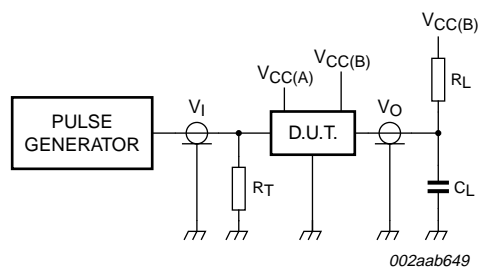 VCC(B)
VCC(A)
VCC(B)
RL
VI
VO
PULSE
GENERATOR
D.U.T.
RT
CL
002aab649